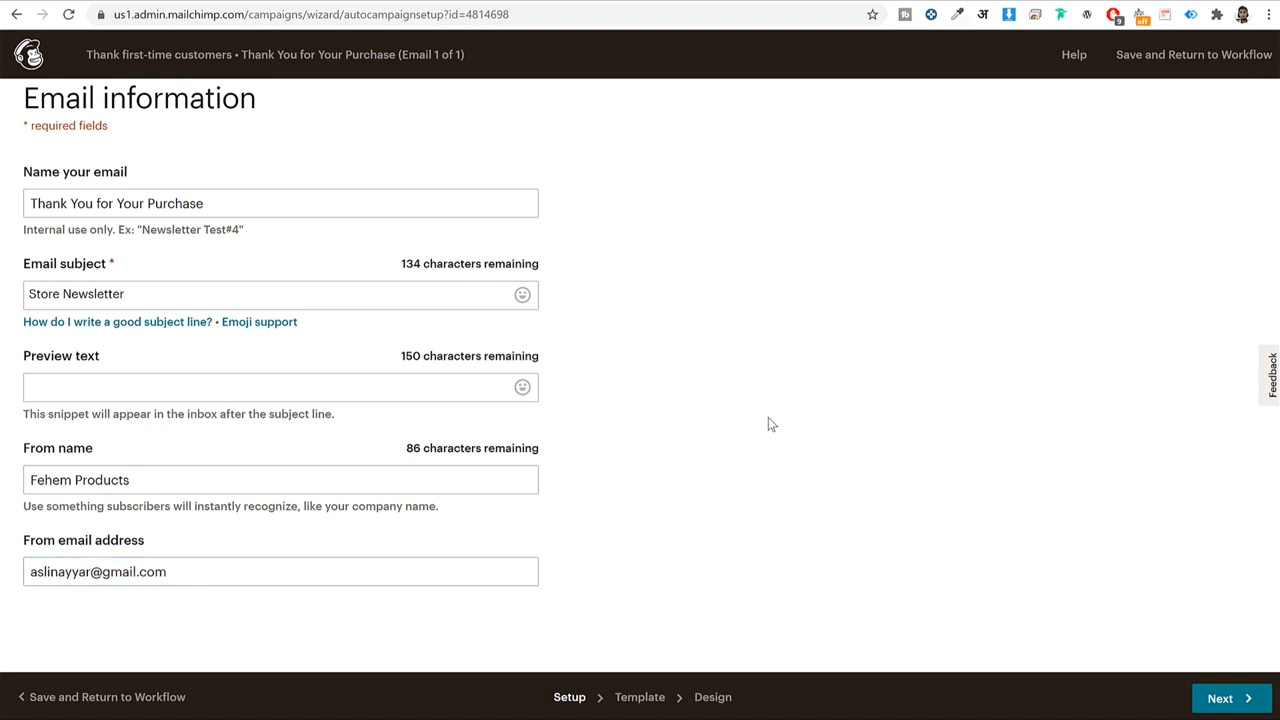 us1.admin.mailchimp.com/campaigns/wizard/autocampaignsetup?id=4814698
Thank first-time customers • Thank You for Your Purchase (Email 1 of 1)
Help
Save and Return to Workflow
Email information
* required fields
Name your email
Thank You for Your Purchase
Internal use only. Ex: "Newsletter Test#4"
Email subject *
134 characters remaining
Store Newsletter
How do I write a good subject line? • Emoji support
Preview text
150 characters remaining
This snippet will appear in the inbox after the subject line.
From name
86 characters remaining
Fehem Products
Use something subscribers will instantly recognize, like your company name.
From email address
aslinayyar@gmail.com
Feedback
Save and Return to Workflow
Setup
Template
Design
Next